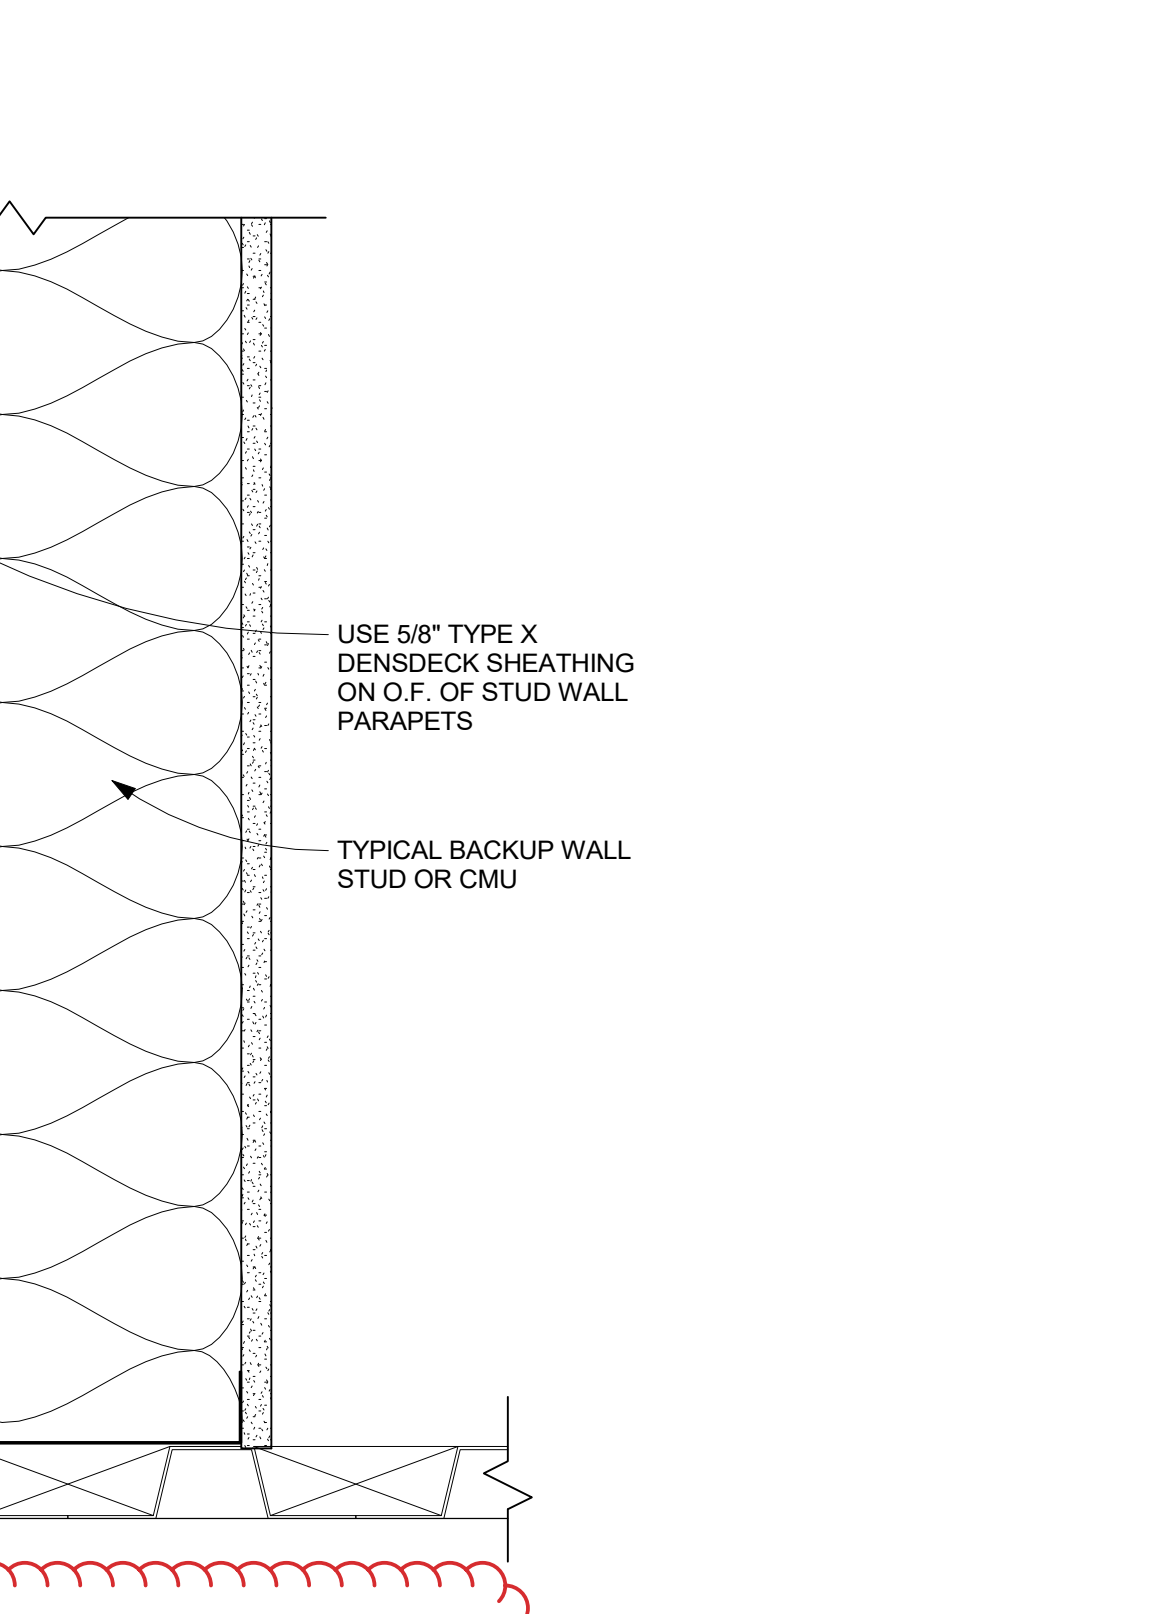 USE 5/8" TYPE X
DENSDECK SHEATHING
ON O.F. OF STUD WALL
PARAPETS
TYPICAL BACKUP WALL
STUD OR CMU